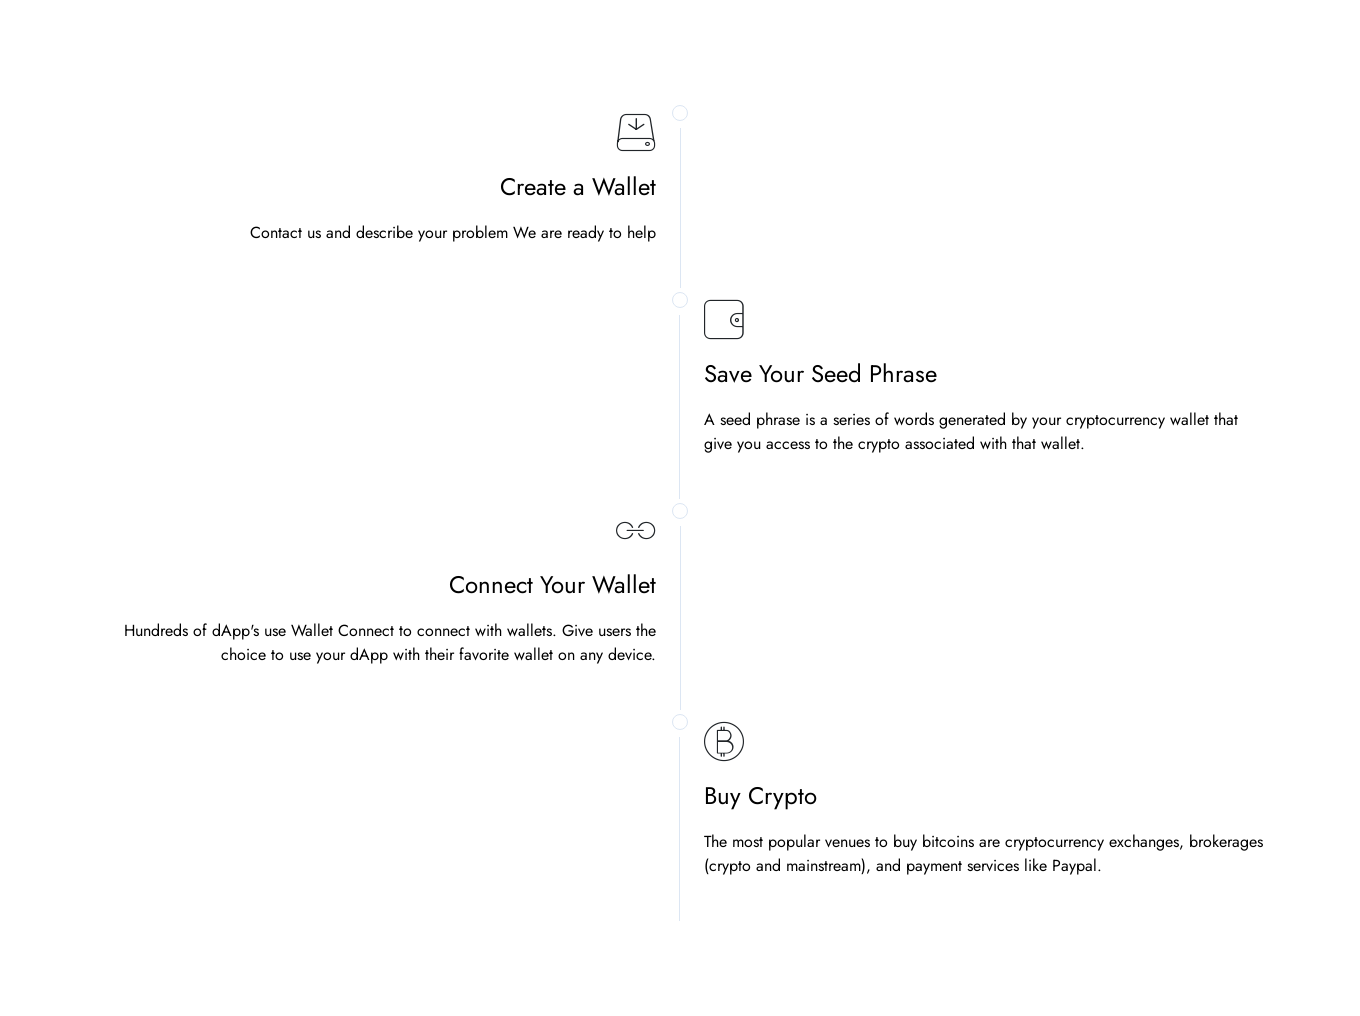 Create a Wallet
Contact us and describe your problem We are ready to help
Save Your Seed Phrase
A seed phrase is a series of words generated by your cryptocurrency wallet that
give you access to the crypto associated with that wallet.
Connect Your Wallet
Hundreds of dApp's use Wallet Connect to connect with wallets. Give users the
choice to use your dApp with their favorite wallet on any device.
Buy Crypto
The most popular venues to buy bitcoins are cryptocurrency exchanges, brokerages
(crypto and mainstream), and payment services like Paypal.